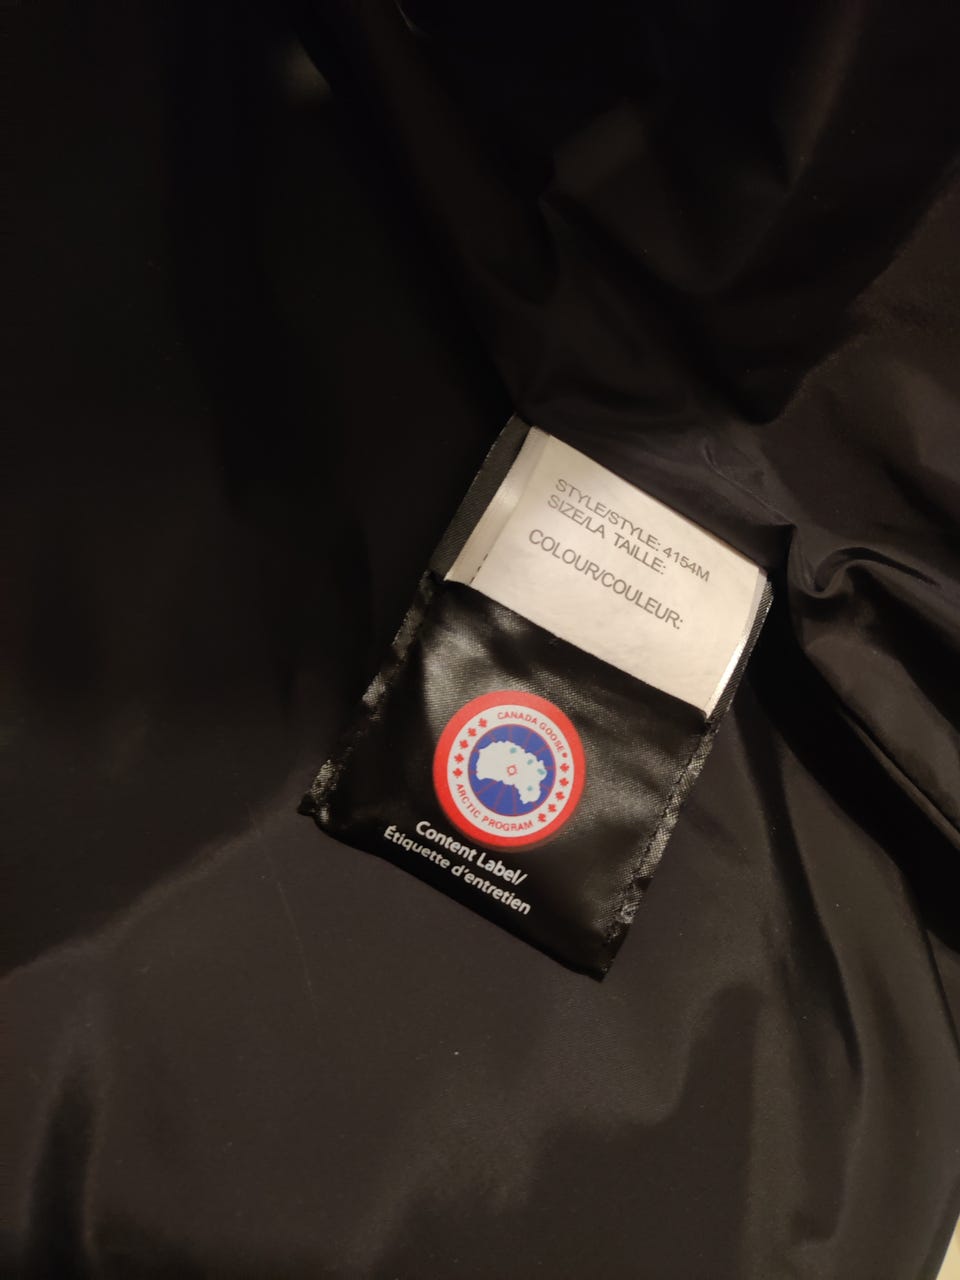 STYLE/STYLE: 4154M
SIZE/LA TAILLE:
COLOUR/COULEUR:
CANADA GOOSE®
ARCTIC PROGRAM
Content Label/
Étiquette d'entretien